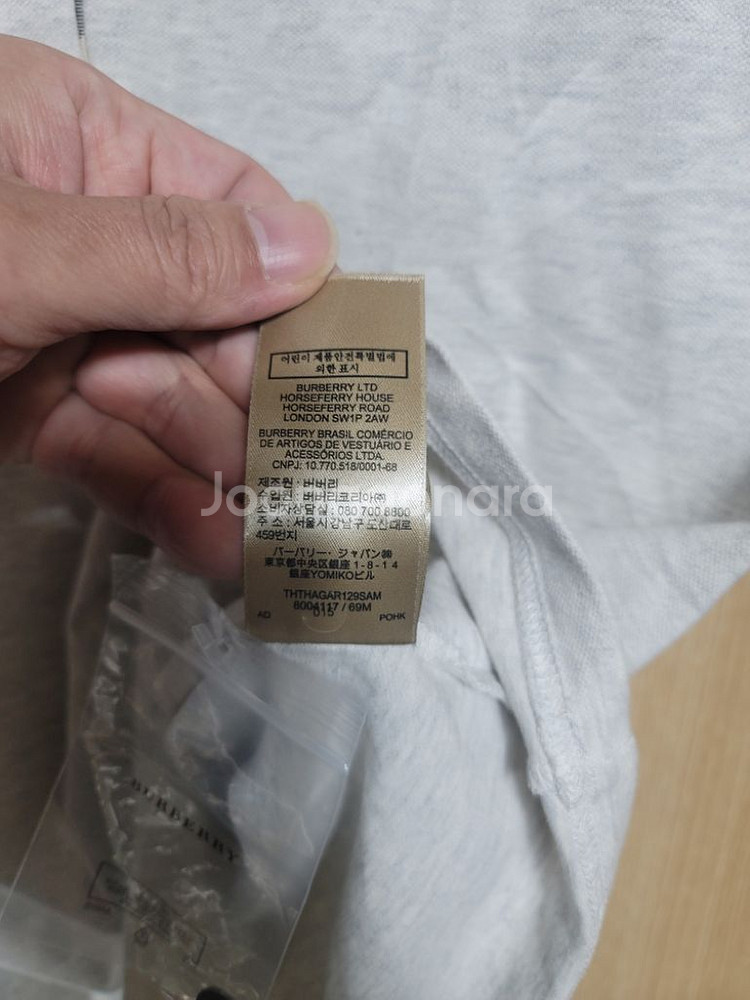 어린이 제품안전특별법에
의한 표시
BURBERRY LTD
HORSEFERRY HOUSE
HORSEFERRY ROAD
LONDON SW1P 2AW
BURBERRY BRASIL COMÉRCIO
DE ARTIGOS DE VESTUÁRIO E
ACESSÓRIOS LTDA.
CNPJ: 10.770.518/0001-68
제조원 : 버버리
수입원 : 버버리코리아㈜
소비자상담실 : 080 700 8800
주 소 : 서울시강남구도산대로
459번지
バーバリー・ジャパン㈱
東京都中央区銀座1-8-14
銀座YOMIKOビル
THTHAGAR129SAM
8004117 / 69M
AD 015 POHK
Joonggonara
BURBERRY